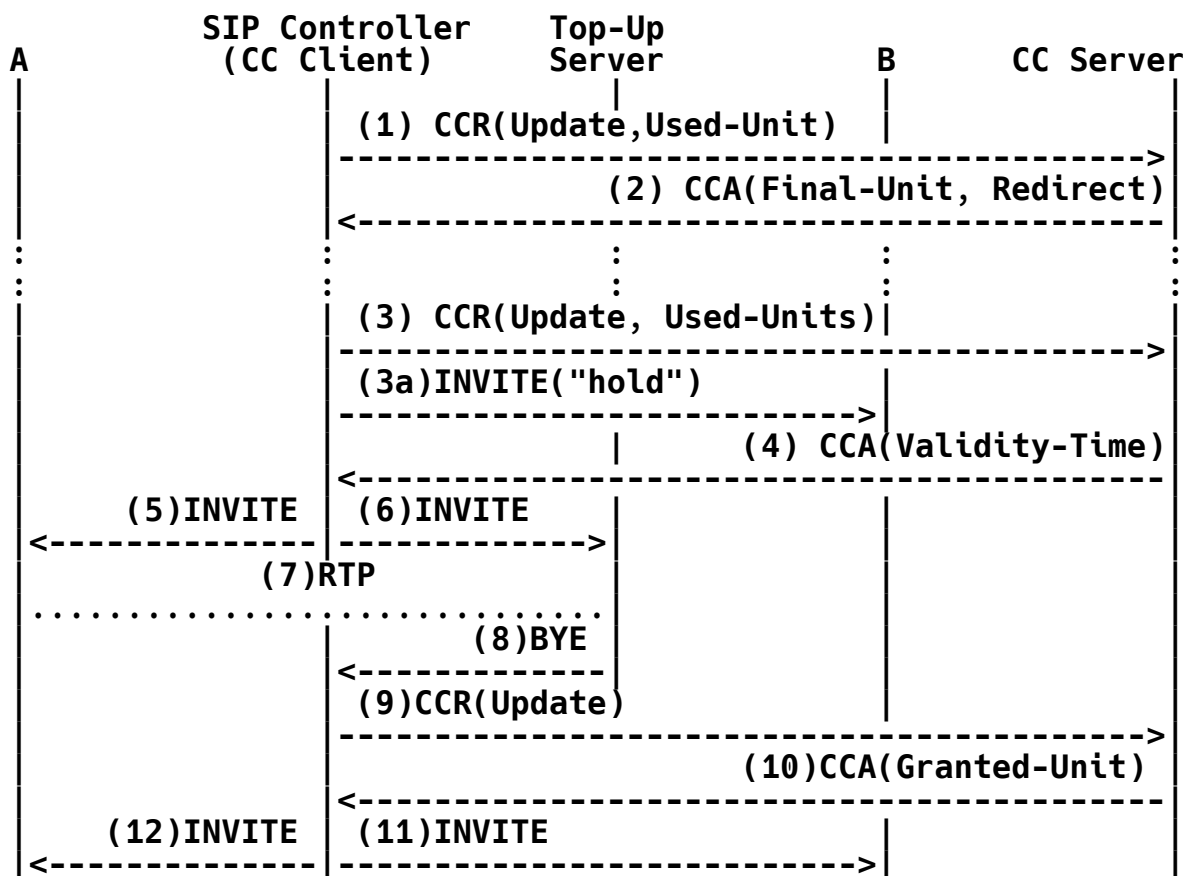 SIP Controller Top-Up
A (CC Client) Server B CC Server
(1) CCR(Update,Used-Unit)
(2) CCA(Final-Unit, Redirect)
(3) CCR(Update, Used-Units)
(3a)INVITE("hold")
(4) CCA(Validity-Time)
(5)INVITE (6)INVITE
(7)RTP
(8)BYE
(9)CCR(Update)
(10)CCA(Granted-Unit)
(12)INVITE (11)INVITE